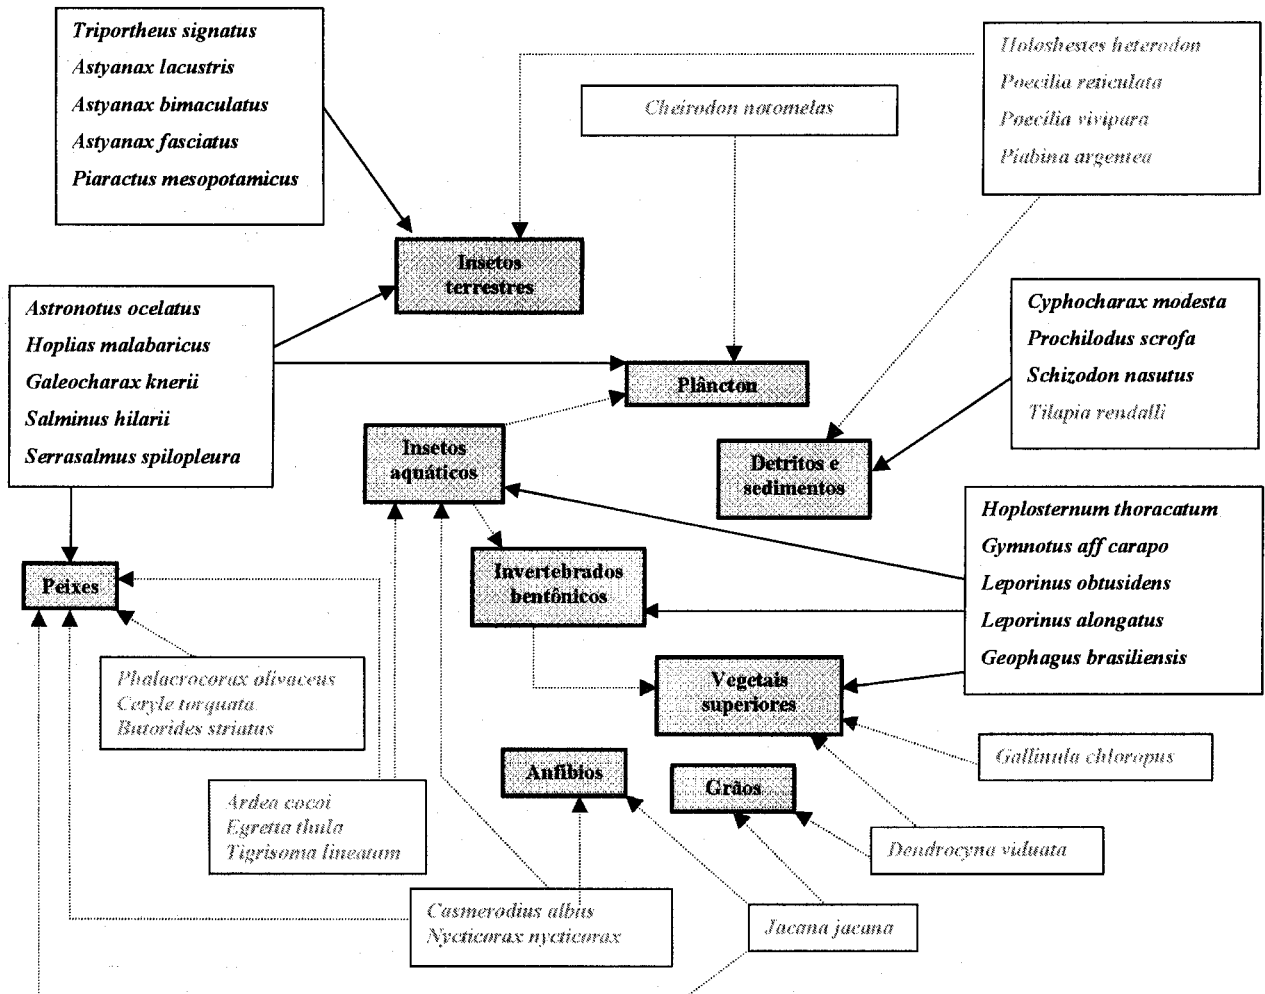 Triportheus signatus
Astyanax lacustris
Astyanax bimaculatus
Astyanax fasciatus
Piaractus mesopotamicus
Cheirodon notomelas
Holoshestes heterodon
Poecilia reticulata
Poecilia vivipara
Piabina argentea
Insetos
terrestres
Astronotus ocelatus
Hoplias malabaricus
Galeocharax knerii
Salminus hilarii
Serrasalmus spilopleura
Plâncton
Cyphocharax modesta
Prochilodus scrofa
Schizodon nasutus
Tilapia rendalli
Insetos
aquáticos
Detritos e
sedimentos
Hoplosternum thoracatum
Gymnotus aff carapo
Leporinus obtusidens
Leporinus alongatus
Geophagus brasiliensis
Peixes
Invertebrados
bentônicos
Phalacrocorax olivaceus
Ceryle torquata
Butorides striatus
Vegetais
superiores
Gallinula chloropus
Anfíbios
Grãos
Ardea cocoi
Egretta thula
Tigrisoma lineatum
Dendrocyna viduata
Casmerodius albus
Nycticorax nycticorax
Jacana jacana